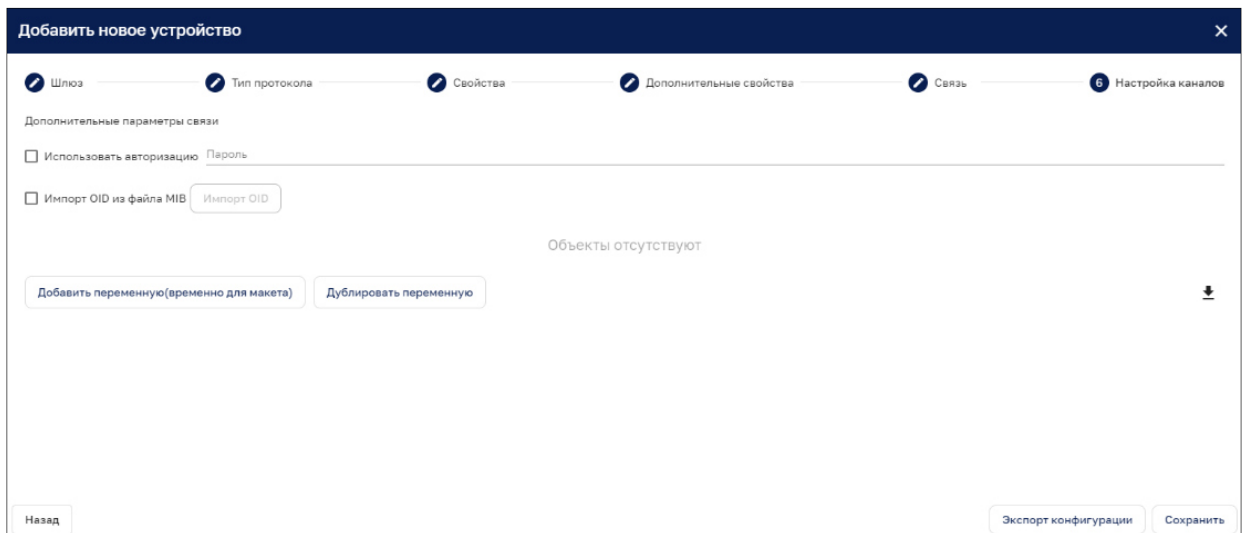 Добавить новое устройство
Шлюз Тип протокола Свойства Дополнительные свойства Связь 6 Настройка каналов
Дополнительные параметры связи
Использовать авторизацию Пароль
Импорт OID из файла MIB Импорт OID
Объекты отсутствуют
Добавить переменную(временно для макета) Дублировать переменную
Назад Экспорт конфигурации Сохранить